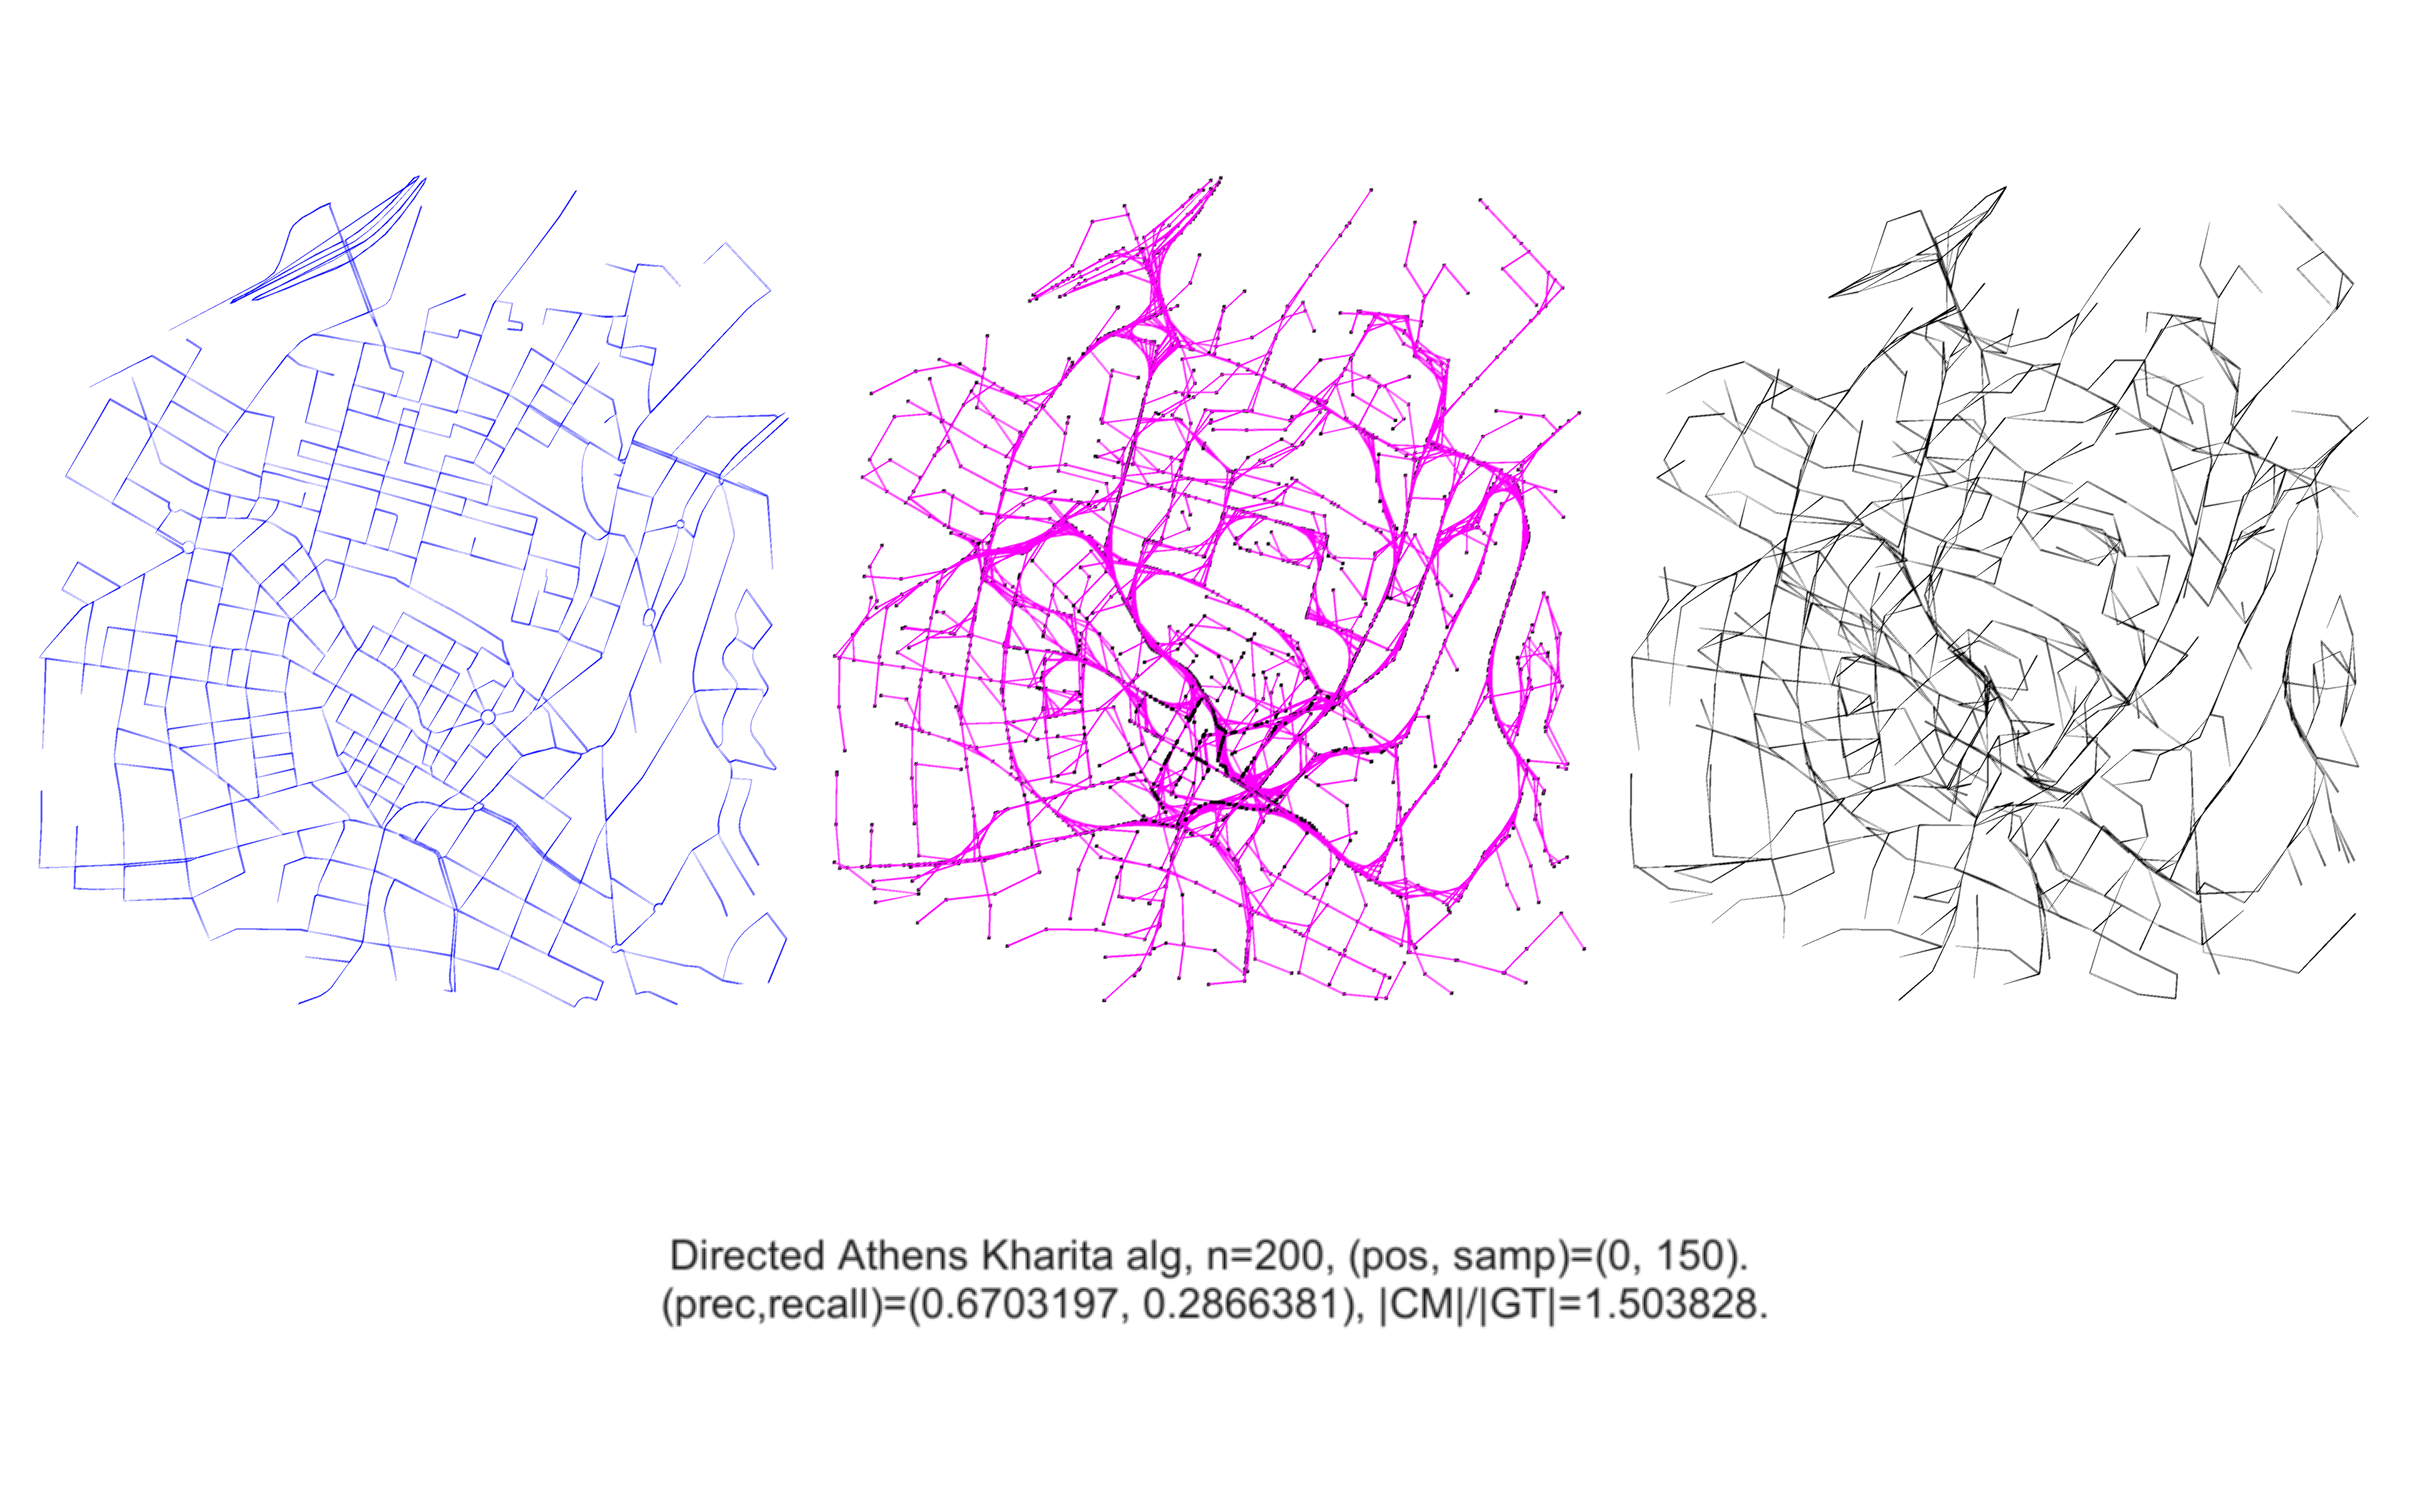 Directed Athens Kharita alg, n=200, (pos, samp)=(0, 150).
(prec,recall)=(0.6703197, 0.2866381), |CM|/|GT|=1.503828.